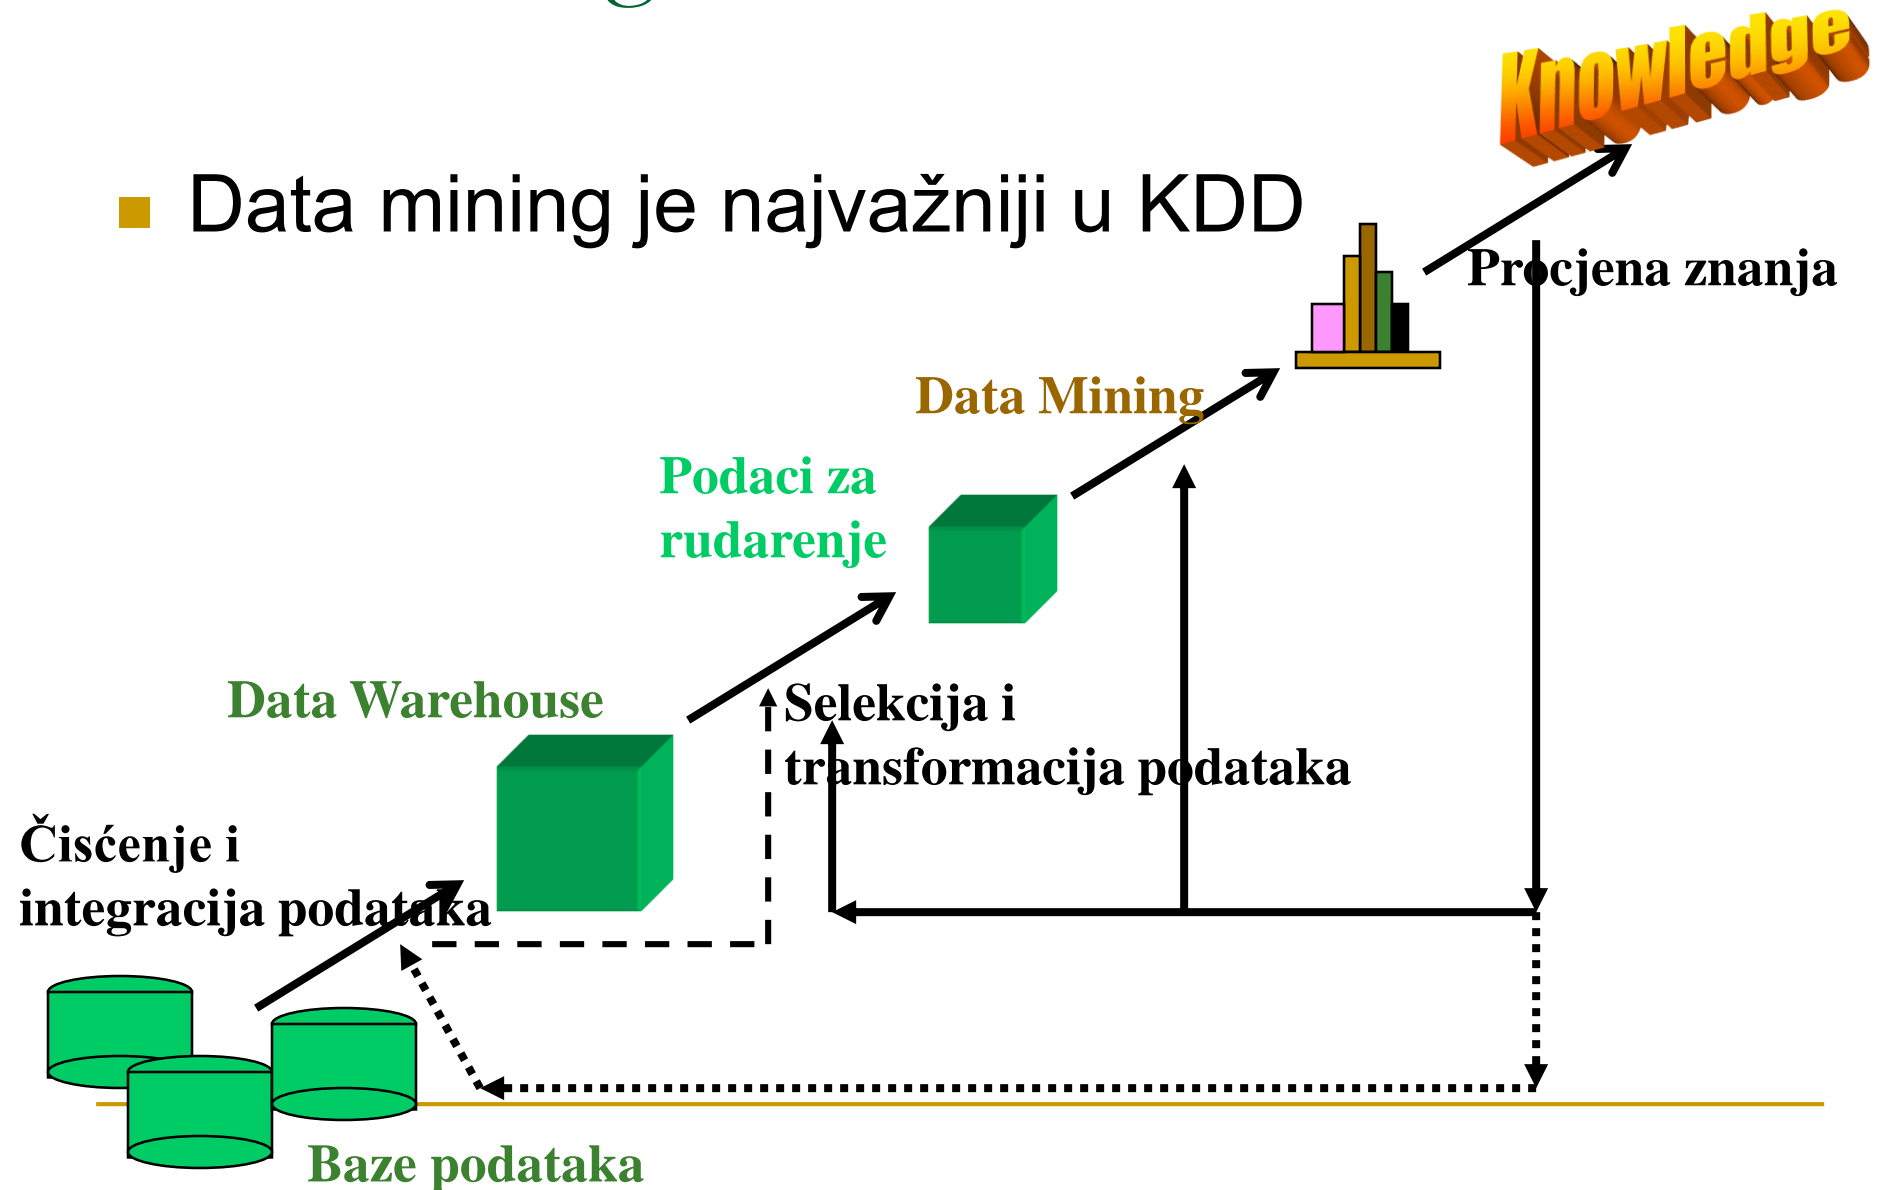 Knowledge
Data mining je najvažniji u KDD
Procjena znanja
Data Mining
Podaci za
rudarenje
Data Warehouse
Selekcija i
transformacija podataka
Čisćenje i
integracija podataka
Baze podataka